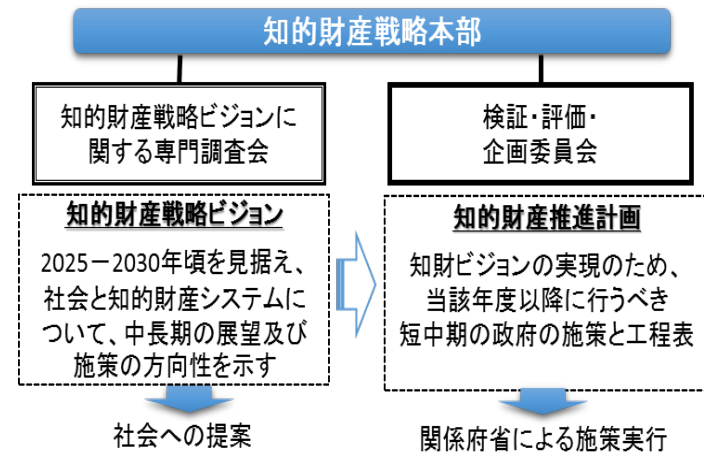 知的財産戦略本部
知的財産戦略ビジョンに
関する専門調査会
知的財産戦略ビジョン
2025－2030年頃を見据え、
社会と知的財産システムに
ついて、中長期の展望及び
施策の方向性を示す
社会への提案
検証・評価・
企画委員会
知的財産推進計画
知財ビジョンの実現のため、
当該年度以降に行うべき
短中期の政府の施策と工程表
関係府省による施策実行